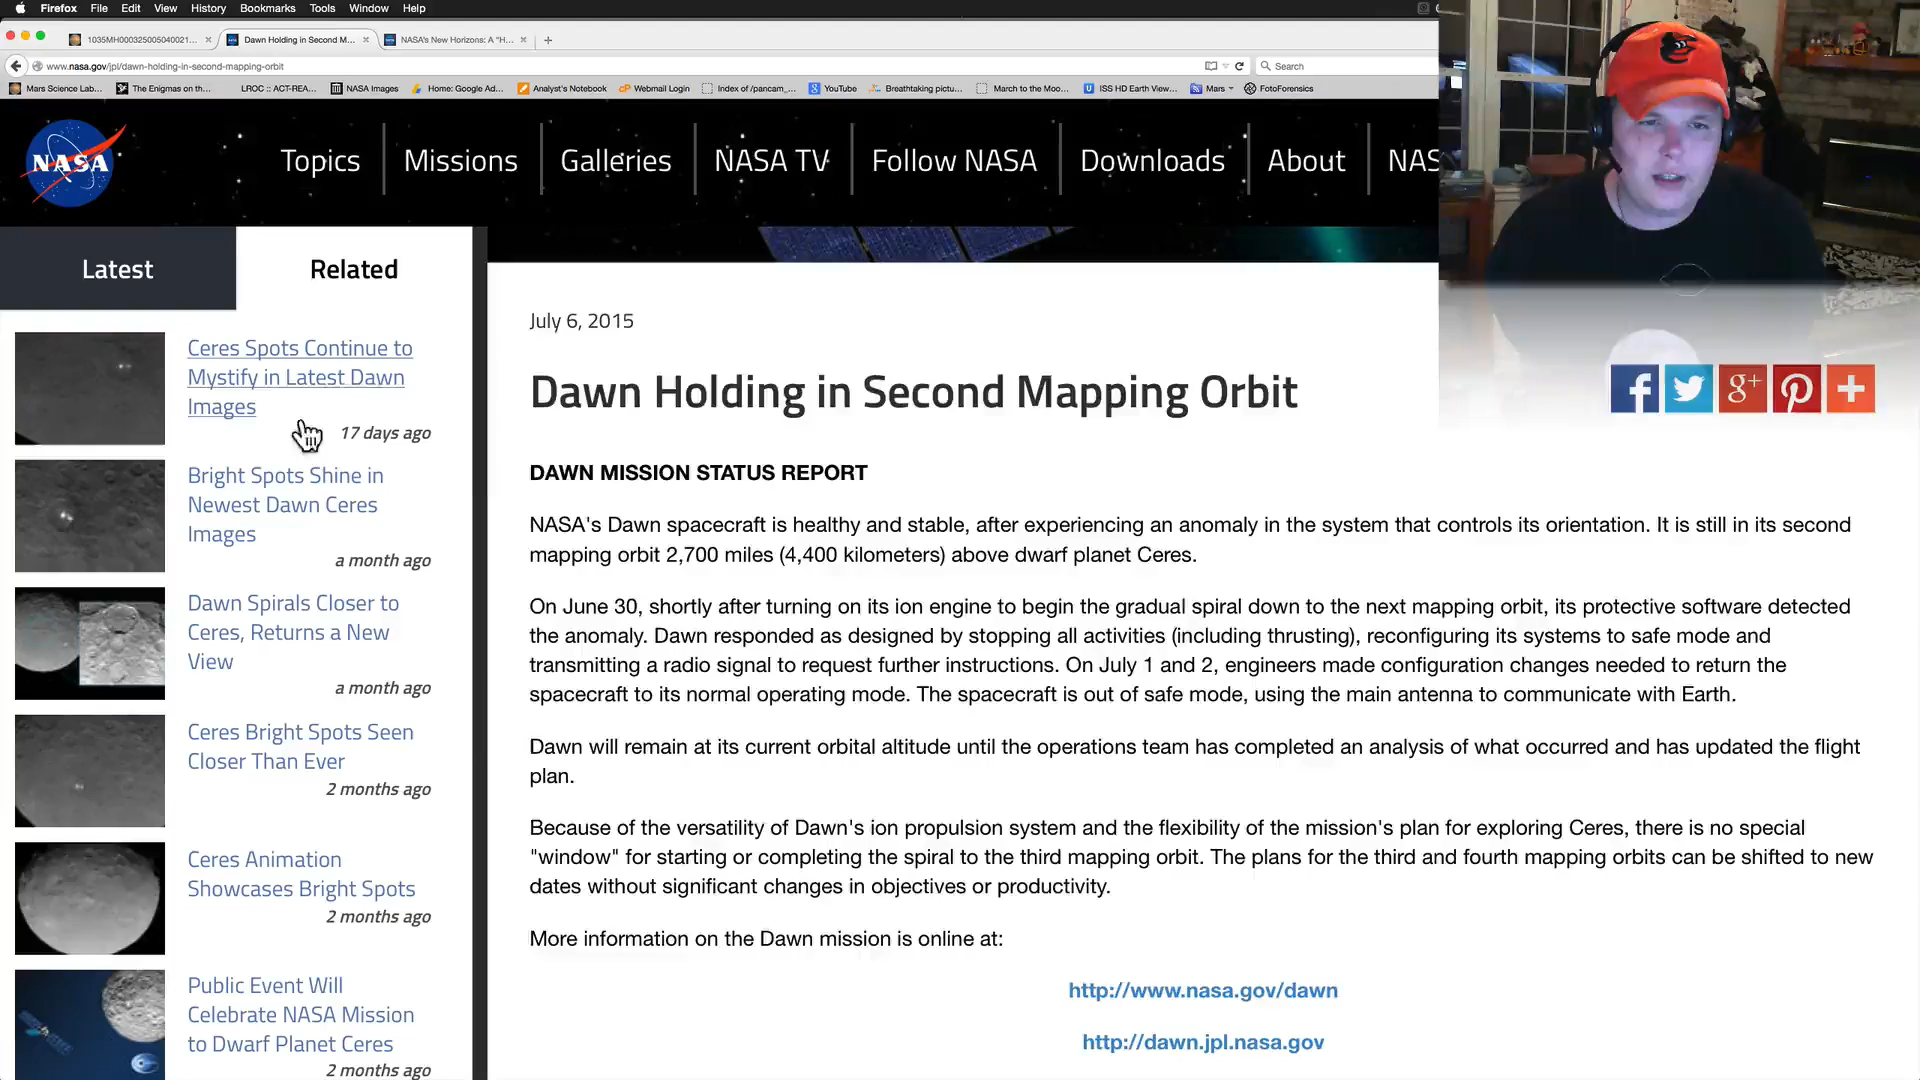 Firefox File Edit View History Bookmarks Tools Window Help
1035MH000325005040021... Dawn Holding in Second M... NASA's New Horizons: A "H...
www.nasa.gov/jpl/dawn-holding-in-second-mapping-orbit Search
Mars Science Lab... The Enigmas on th... LROC :: ACT-REA... NASA Images Home: Google Ad... Analyst's Notebook Webmail Login Index of /pancam_... YouTube Breathtaking pictu... March to the Moo... ISS HD Earth View... Mars FotoForensics
NASA Topics Missions Galleries NASA TV Follow NASA Downloads About NAS
Latest Related
Ceres Spots Continue to
Mystify in Latest Dawn
Images
17 days ago
Bright Spots Shine in
Newest Dawn Ceres
Images
a month ago
Dawn Spirals Closer to
Ceres, Returns a New
View
a month ago
Ceres Bright Spots Seen
Closer Than Ever
2 months ago
Ceres Animation
Showcases Bright Spots
2 months ago
Public Event Will
Celebrate NASA Mission
to Dwarf Planet Ceres
2 months ago
July 6, 2015
Dawn Holding in Second Mapping Orbit
DAWN MISSION STATUS REPORT
NASA's Dawn spacecraft is healthy and stable, after experiencing an anomaly in the system that controls its orientation. It is still in its second
mapping orbit 2,700 miles (4,400 kilometers) above dwarf planet Ceres.
On June 30, shortly after turning on its ion engine to begin the gradual spiral down to the next mapping orbit, its protective software detected
the anomaly. Dawn responded as designed by stopping all activities (including thrusting), reconfiguring its systems to safe mode and
transmitting a radio signal to request further instructions. On July 1 and 2, engineers made configuration changes needed to return the
spacecraft to its normal operating mode. The spacecraft is out of safe mode, using the main antenna to communicate with Earth.
Dawn will remain at its current orbital altitude until the operations team has completed an analysis of what occurred and has updated the flight
plan.
Because of the versatility of Dawn's ion propulsion system and the flexibility of the mission's plan for exploring Ceres, there is no special
"window" for starting or completing the spiral to the third mapping orbit. The plans for the third and fourth mapping orbits can be shifted to new
dates without significant changes in objectives or productivity.
More information on the Dawn mission is online at:
http://www.nasa.gov/dawn
http://dawn.jpl.nasa.gov